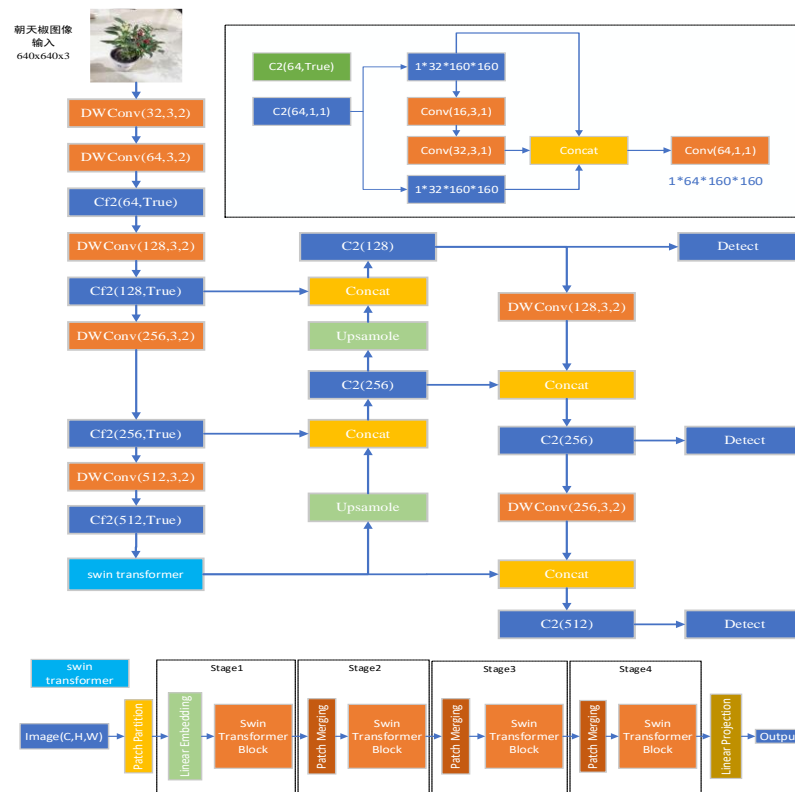 朝天椒图像
输入
640x640x3
DWConv(32,3,2)
DWConv(64,3,2)
Cf2(64,True)
DWConv(128,3,2)
Cf2(128,True)
DWConv(256,3,2)
Cf2(256,True)
DWConv(512,3,2)
Cf2(512,True)
swin transformer
C2(64,True)
C2(64,1,1)
1*32*160*160
Conv(16,3,1)
Conv(32,3,1)
1*32*160*160
Concat
Conv(64,1,1)
1*64*160*160
C2(128)
Concat
Upsamole
C2(256)
Concat
Upsamole
Detect
DWConv(128,3,2)
Concat
C2(256)
Detect
DWConv(256,3,2)
Concat
C2(512)
Detect
swin
transformer
Image(C,H,W)
Patch Partition
Stage1
Linear Embedding
Swin
Transformer
Block
Stage2
Patch Merging
Swin
Transformer
Block
Stage3
Patch Merging
Swin
Transformer
Block
Stage4
Patch Merging
Swin
Transformer
Block
Linear Projection
Output